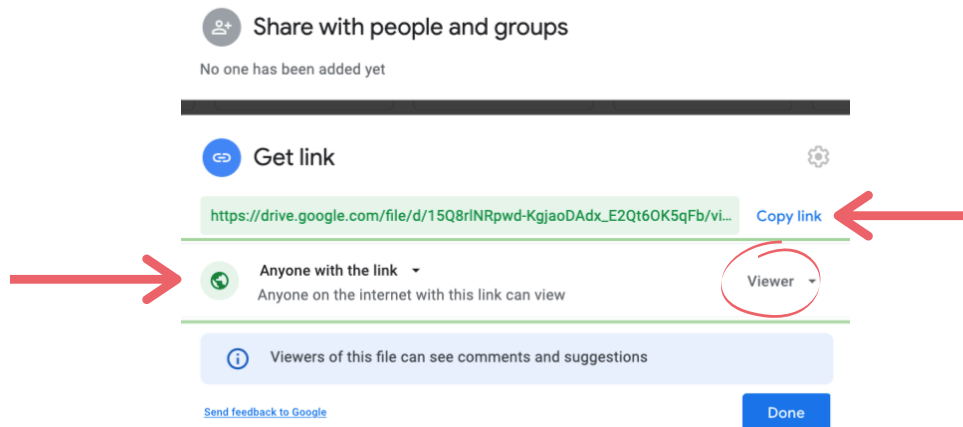 Share with people and groups
No one has been added yet
Get link
https://drive.google.com/file/d/15Q8rlNRpwd-KgjaoDAdx_E2Qt6OK5qFb/vi... Copy link
Anyone with the link
Anyone on the internet with this link can view
Viewer
Viewers of this file can see comments and suggestions
Send feedback to Google
Done